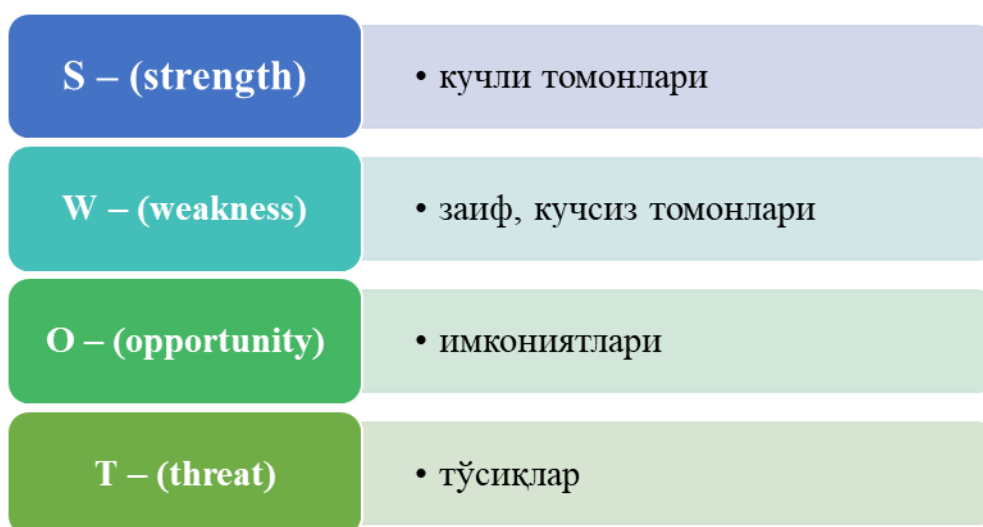 S – (strength)
• кучли томонлари
W – (weakness)
• заиф, кучсиз томонлари
O – (opportunity)
• имкониятлари
T – (threat)
• тўсиқлар